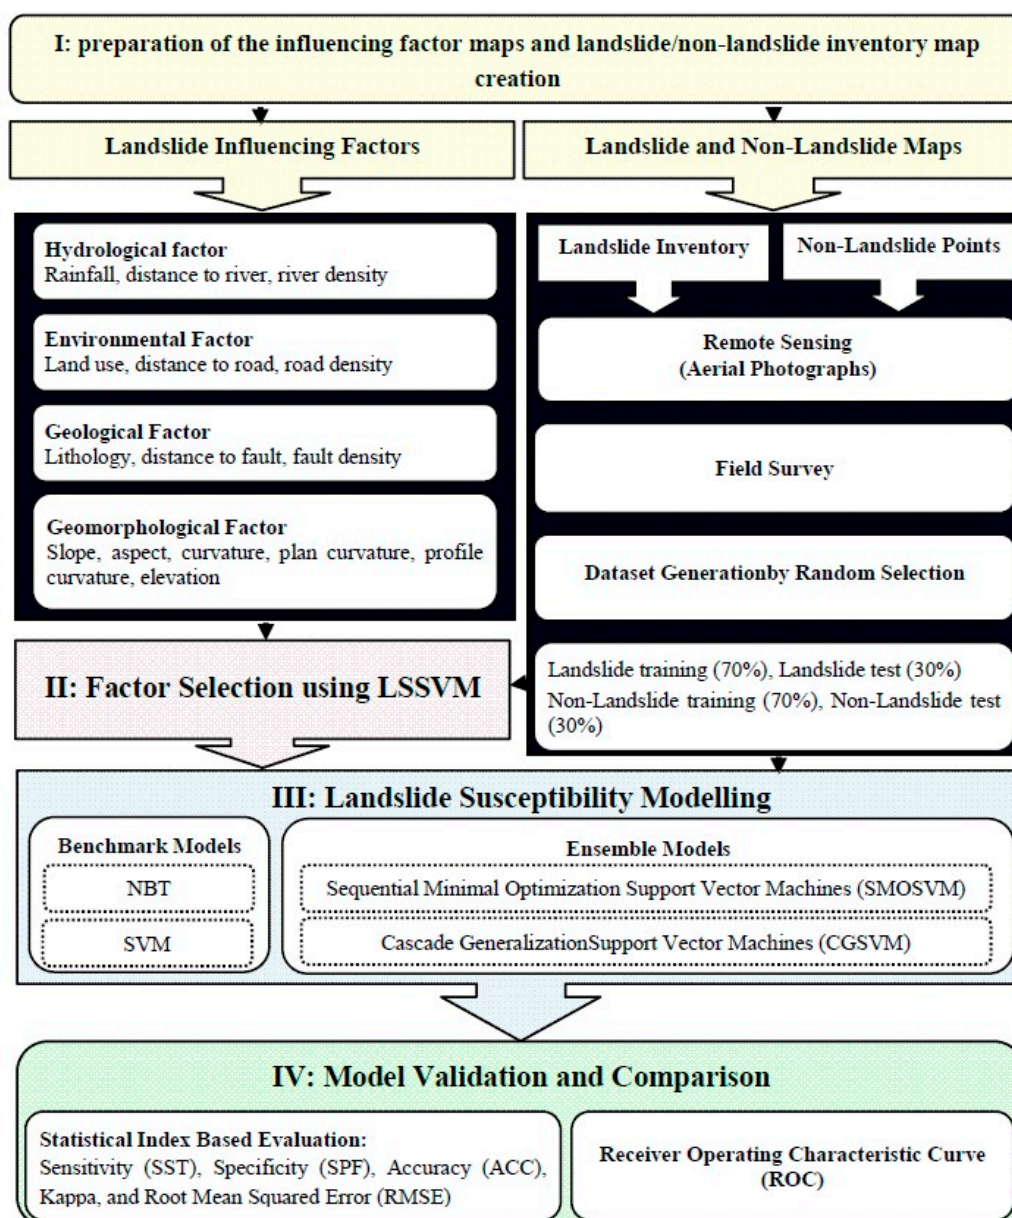 I: preparation of the influencing factor maps and landslide/non-landslide inventory map
creation
Landslide Influencing Factors
Landslide and Non-Landslide Maps
Hydrological factor
Rainfall, distance to river, river density
Environmental Factor
Land use, distance to road, road density
Geological Factor
Lithology, distance to fault, fault density
Geomorphological Factor
Slope, aspect, curvature, plan curvature, profile
curvature, elevation
Landslide Inventory
Non-Landslide Points
Remote Sensing
(Aerial Photographs)
Field Survey
Dataset Generationby Random Selection
Landslide training (70%), Landslide test (30%)
Non-Landslide training (70%), Non-Landslide test
(30%)
II: Factor Selection using LSSVM
III: Landslide Susceptibility Modelling
Benchmark Models
NBT
SVM
Ensemble Models
Sequential Minimal Optimization Support Vector Machines (SMOSVM)
Cascade GeneralizationSupport Vector Machines (CGSVM)
IV: Model Validation and Comparison
Statistical Index Based Evaluation:
Sensitivity (SST), Specificity (SPF), Accuracy (ACC),
Kappa, and Root Mean Squared Error (RMSE)
Receiver Operating Characteristic Curve
(ROC)